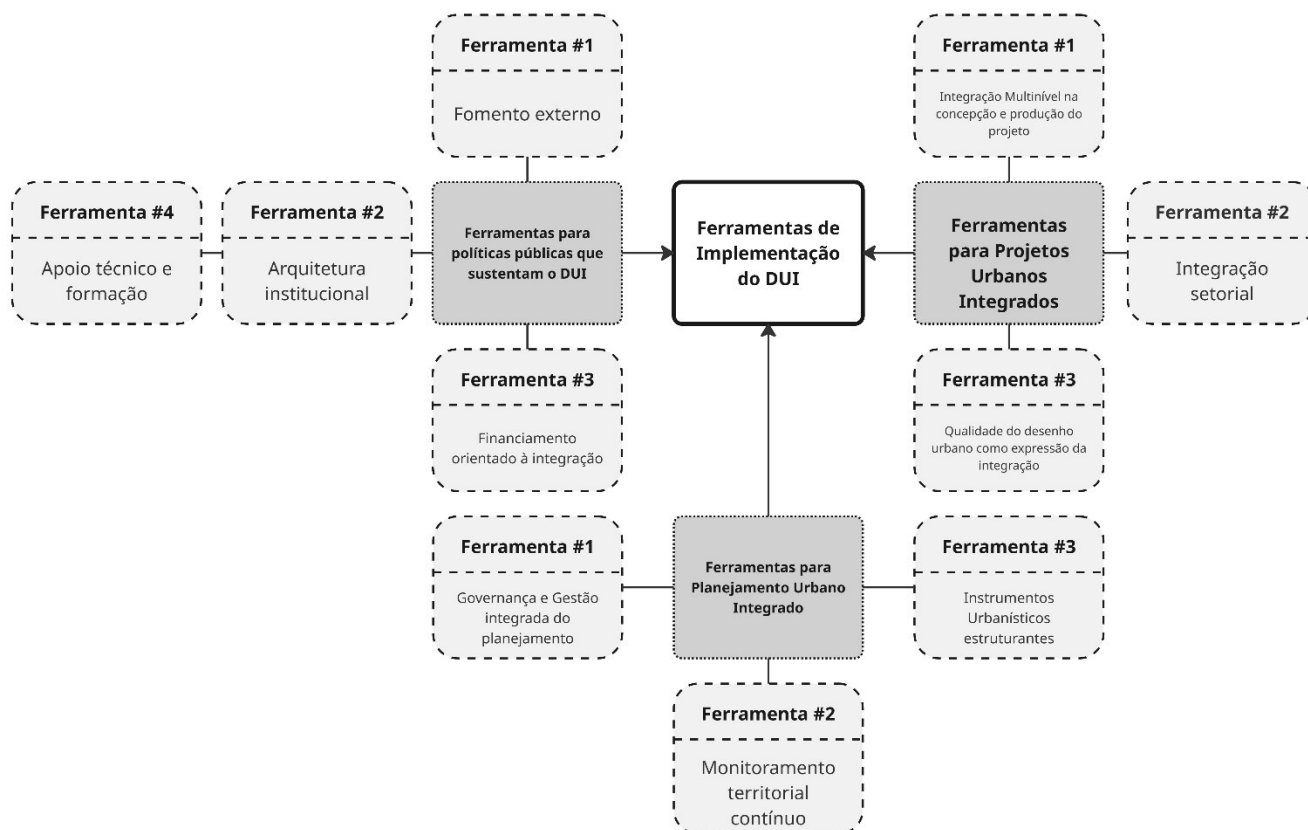 Ferramenta #1
Fomento externo
Ferramenta #1
Integração Multinível na
concepção e produção do
projeto
Ferramenta #4
Apoio técnico e
formação
Ferramenta #2
Arquitetura
institucional
Ferramentas para
políticas públicas que
sustentam o DUI
Ferramentas de
Implementação
do DUI
Ferramentas
para Projetos
Urbanos
Integrados
Ferramenta #2
Integração
setorial
Ferramenta #3
Financiamento
orientado à integração
Ferramenta #3
Qualidade do desenho
urbano como expressão da
integração
Ferramenta #1
Governança e Gestão
integrada do
planejamento
Ferramentas para
Planejamento Urbano
Integrado
Ferramenta #3
Instrumentos
Urbanísticos
estruturantes
Ferramenta #2
Monitoramento
territorial
contínuo